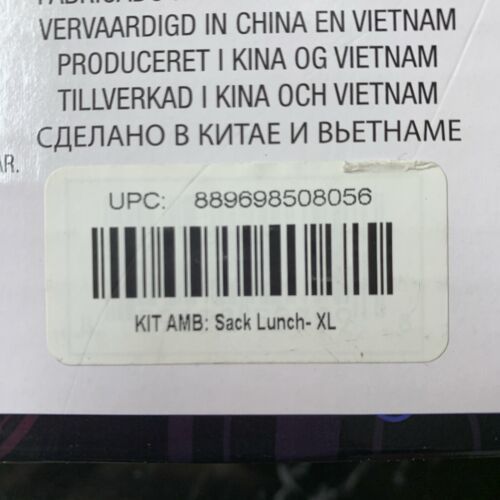 VERVAARDIGD IN CHINA EN VIETNAM
PRODUCERET I KINA OG VIETNAM
TILLVERKAD I KINA OCH VIETNAM
СДЕЛАНО В КИТАЕ И ВЬЕТНАМЕ
UPC: 889698508056
KIT AMB: Sack Lunch- XL